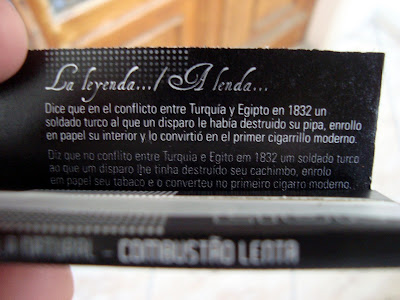 La leyenda.../ A lenda...
Dice que en el conflicto entre Turquía y Egipto en 1832 un
soldado turco al que un disparo le había destruido su pipa, enrollo
en papel su interior y lo convirtió en el primer cigarrillo moderno.
Diz que no conflito entre Turquia e Egito em 1832 um soldado turco
ao que um disparo lhe tinha destruído seu cachimbo, enrolo
em papel seu tabaco e o converteu no primeiro cigarro moderno.
NATURAL - COMBUSTÃO LENTA